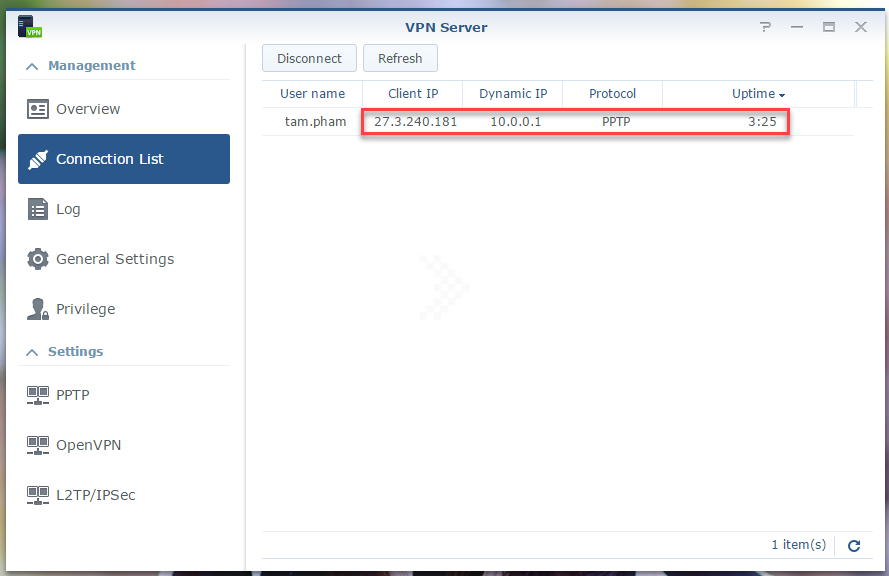 VPN Server
VPN
Management
Overview
Connection List
Log
General Settings
Privilege
Settings
PPTP
OpenVPN
L2TP/IPSec
Disconnect Refresh
User name Client IP Dynamic IP Protocol Uptime
tam.pham 27.3.240.181 10.0.0.1 PPTP 3:25
1 item(s)